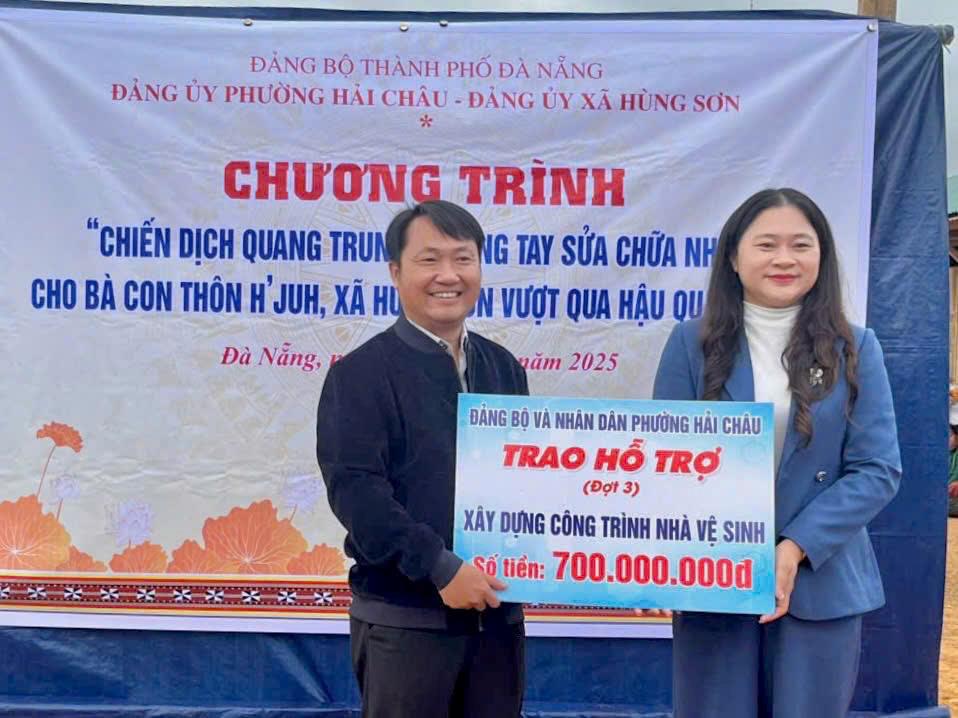 ĐẢNG BỘ THÀNH PHỐ ĐÀ NẴNG
ĐẢNG ỦY PHƯỜNG HẢI CHÂU - ĐẢNG ỦY XÃ HÙNG SƠN
*
CHƯƠNG TRÌNH
“CHIẾN DỊCH QUANG TRUNG TAY SỬA CHỮA
CHO BÀ CON THÔN H’JUH, XÃ VƯỢT QUA HẬU
Đà Nẵng, năm 2025
ĐẢNG BỘ VÀ NHÂN DÂN PHƯỜNG HẢI CHÂU
TRAO HỖ TRỢ
(Đợt 3)
XÂY DỰNG CÔNG TRÌNH NHÀ VỆ SINH
Số tiền: 700.000.000đ